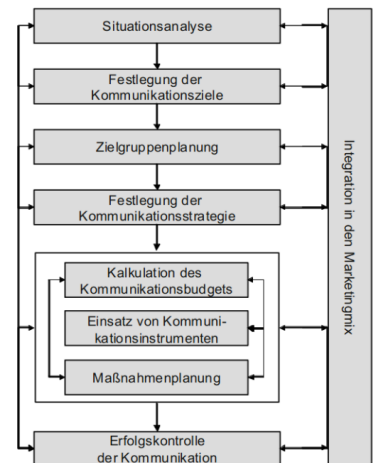 Situationsanalyse
Festlegung der
Kommunikationsziele
Zielgruppenplanung
Festlegung der
Kommunikationsstrategie
Kalkulation des
Kommunikationsbudgets
Einsatz von Kommuni-
kationsinstrumenten
Maßnahmenplanung
Erfolgskontrolle
der Kommunikation
Integration in den Marketingmix